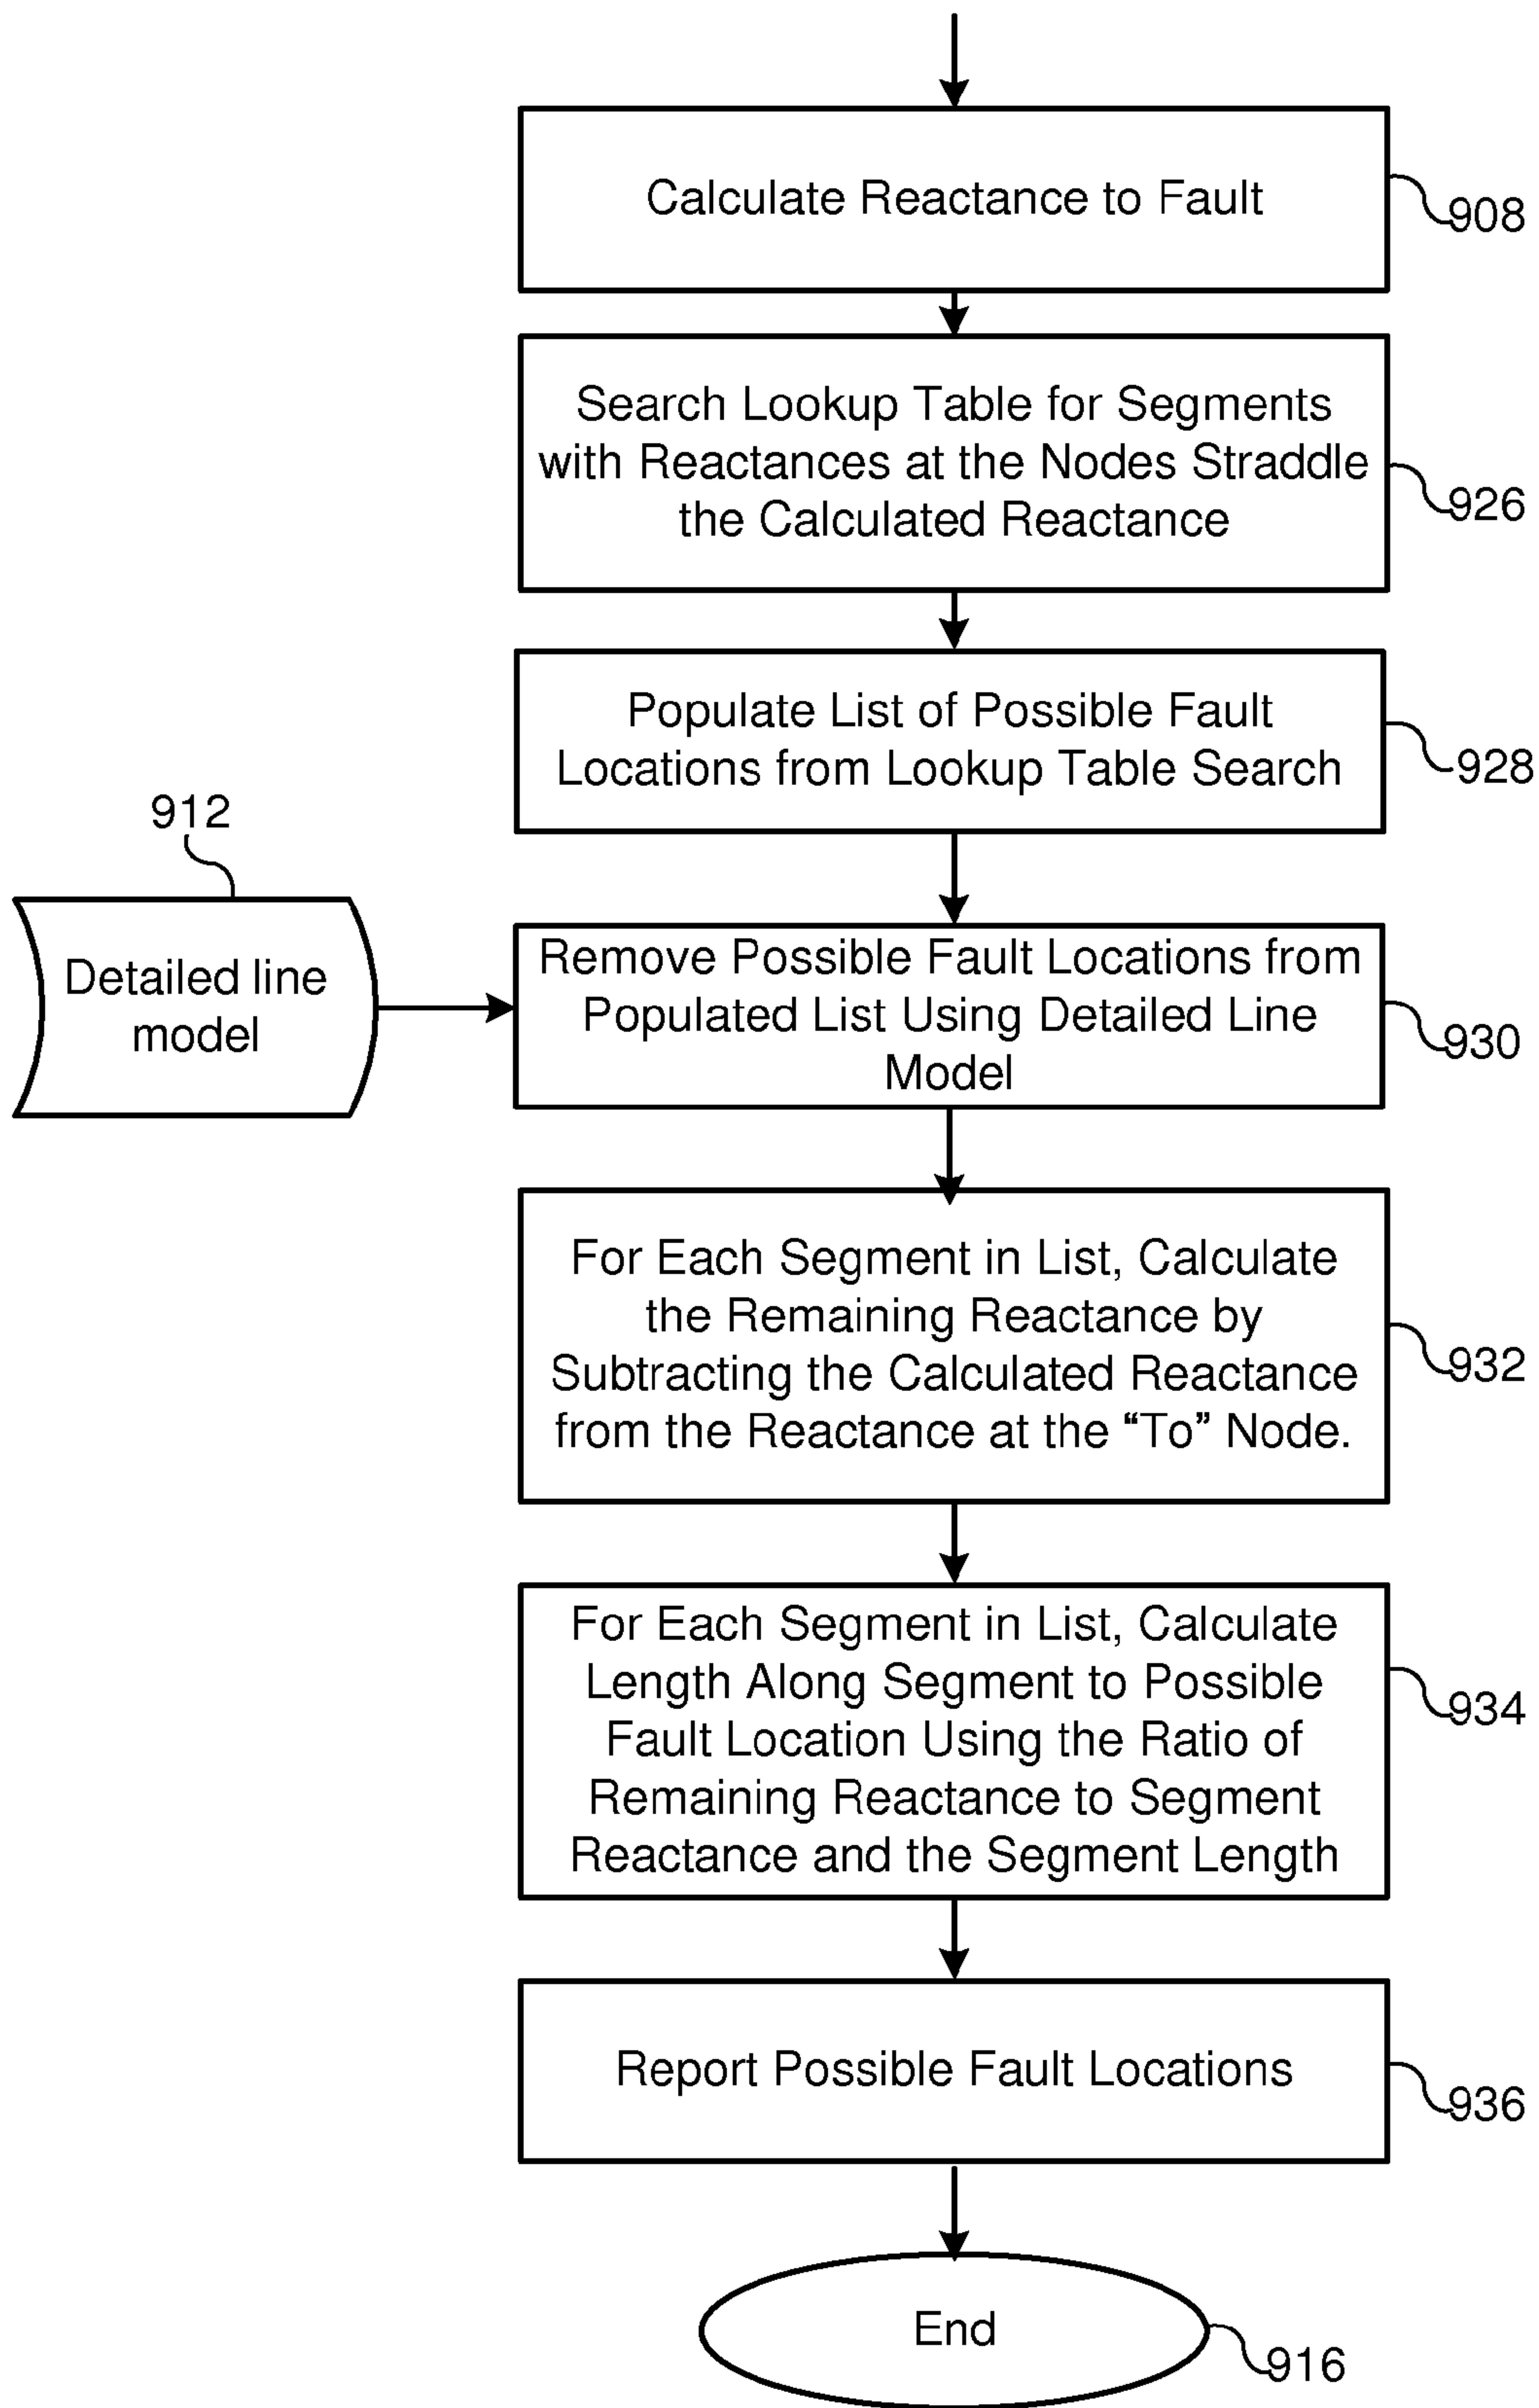 Calculate Reactance to Fault
908
Search Lookup Table for Segments
with Reactances at the Nodes Straddle
the Calculated Reactance
926
Populate List of Possible Fault
Locations from Lookup Table Search
928
912
Detailed line
model
Remove Possible Fault Locations from
Populated List Using Detailed Line
Model
930
For Each Segment in List, Calculate
the Remaining Reactance by
Subtracting the Calculated Reactance
from the Reactance at the “To” Node.
932
For Each Segment in List, Calculate
Length Along Segment to Possible
Fault Location Using the Ratio of
Remaining Reactance to Segment
Reactance and the Segment Length
934
Report Possible Fault Locations
936
End
916